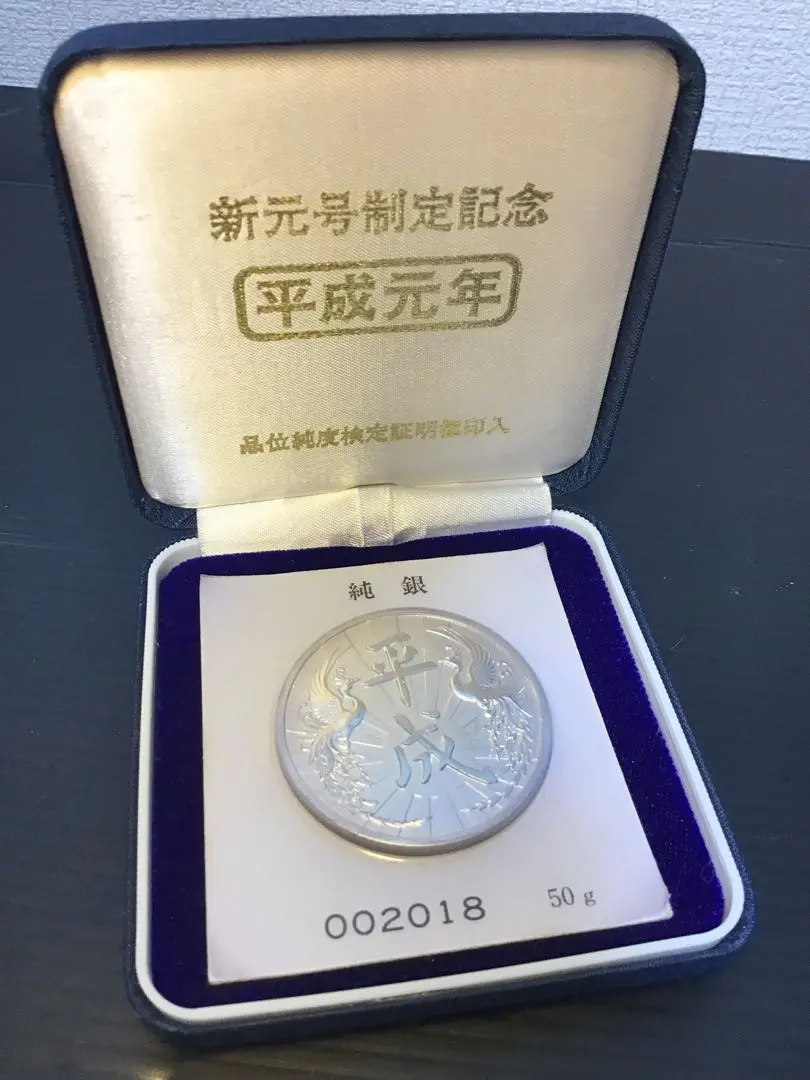 新元号制定記念
平成元年
品位純度検定証明極印入
純銀
平
成
002018
50g